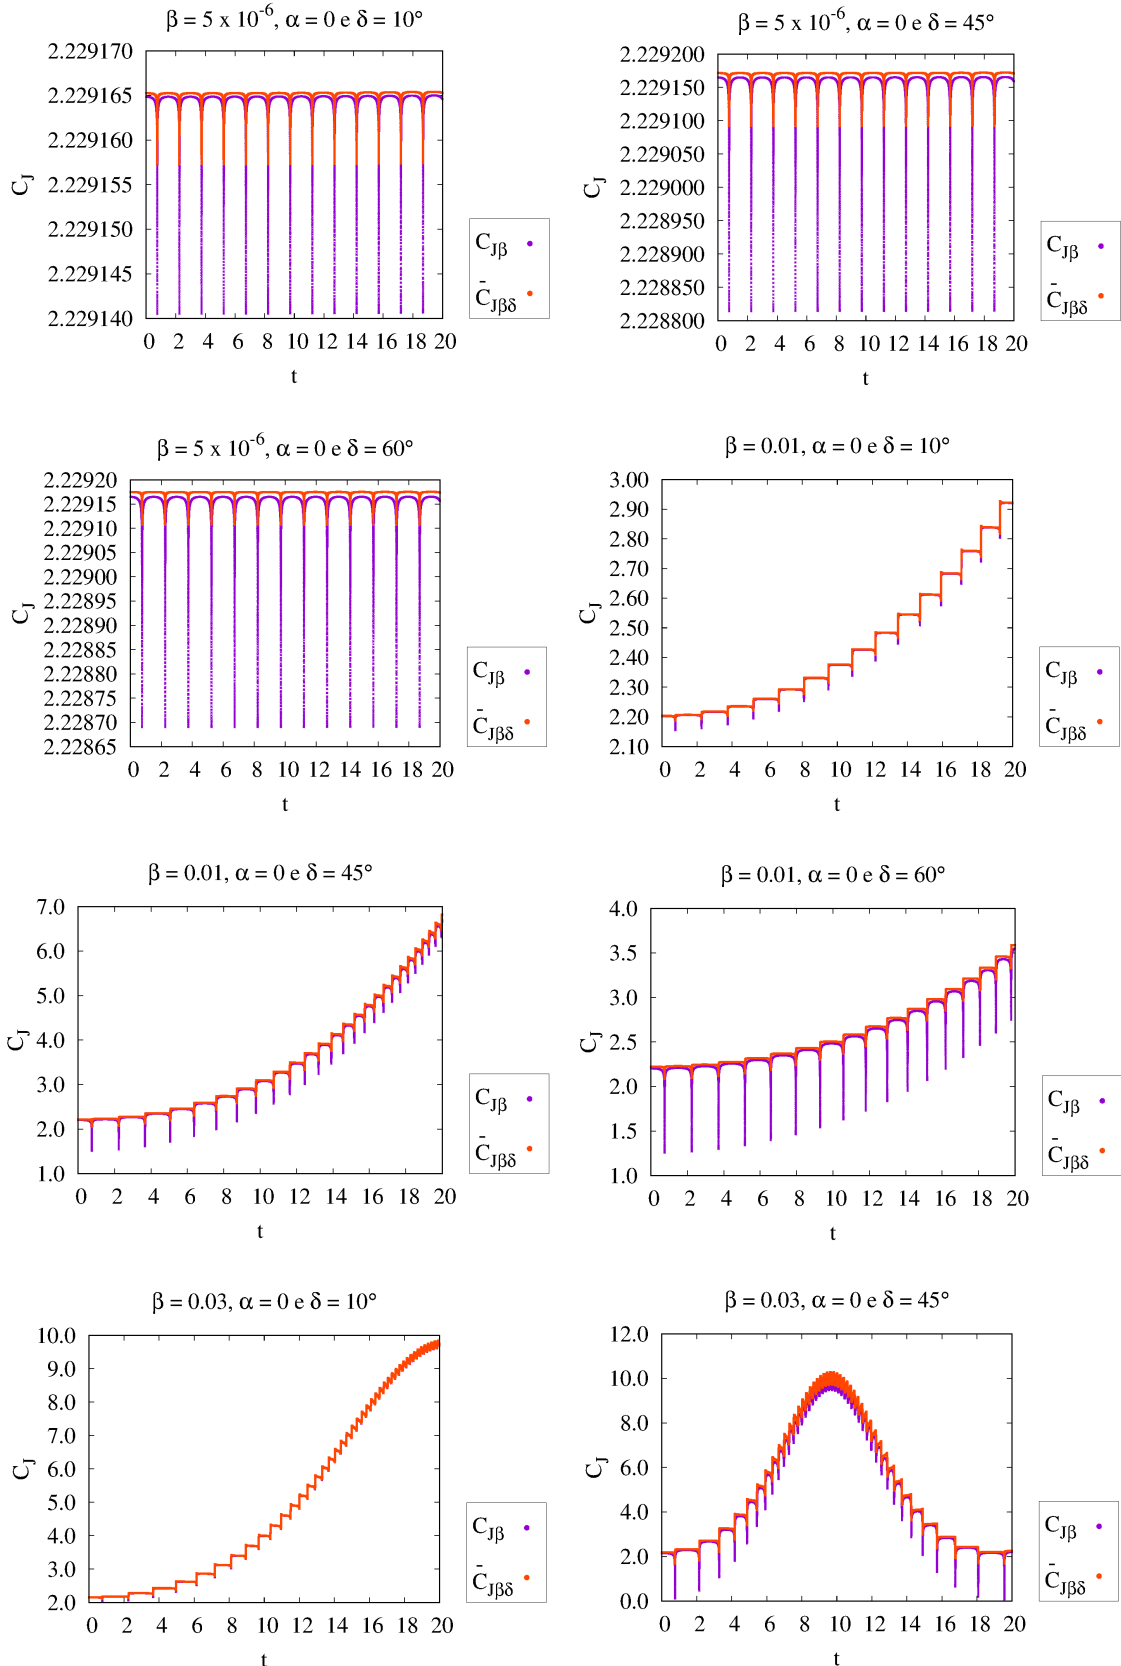 β = 5 x 10⁻⁶, α = 0 e δ = 10°
2.229170
2.229165
2.229160
2.229155
2.229150
2.229145
2.229140
C_J
0 2 4 6 8 10 12 14 16 18 20
t
C_Jβ
C̄_Jβδ
β = 5 x 10⁻⁶, α = 0 e δ = 45°
2.229200
2.229150
2.229100
2.229050
2.229000
2.228950
2.228900
2.228850
2.228800
C_J
0 2 4 6 8 10 12 14 16 18 20
t
C_Jβ
C̄_Jβδ
β = 5 x 10⁻⁶, α = 0 e δ = 60°
2.22920
2.22915
2.22910
2.22905
2.22900
2.22895
2.22890
2.22885
2.22880
2.22875
2.22870
2.22865
C_J
0 2 4 6 8 10 12 14 16 18 20
t
C_Jβ
C̄_Jβδ
β = 0.01, α = 0 e δ = 10°
3.00
2.90
2.80
2.70
2.60
2.50
2.40
2.30
2.20
2.10
C_J
0 2 4 6 8 10 12 14 16 18 20
t
C_Jβ
C̄_Jβδ
β = 0.01, α = 0 e δ = 45°
7.0
6.0
5.0
4.0
3.0
2.0
1.0
C_J
0 2 4 6 8 10 12 14 16 18 20
t
C_Jβ
C̄_Jβδ
β = 0.01, α = 0 e δ = 60°
4.0
3.5
3.0
2.5
2.0
1.5
1.0
C_J
0 2 4 6 8 10 12 14 16 18 20
t
C_Jβ
C̄_Jβδ
β = 0.03, α = 0 e δ = 10°
10.0
9.0
8.0
7.0
6.0
5.0
4.0
3.0
2.0
C_J
0 2 4 6 8 10 12 14 16 18 20
t
C_Jβ
C̄_Jβδ
β = 0.03, α = 0 e δ = 45°
12.0
10.0
8.0
6.0
4.0
2.0
0.0
C_J
0 2 4 6 8 10 12 14 16 18 20
t
C_Jβ
C̄_Jβδ